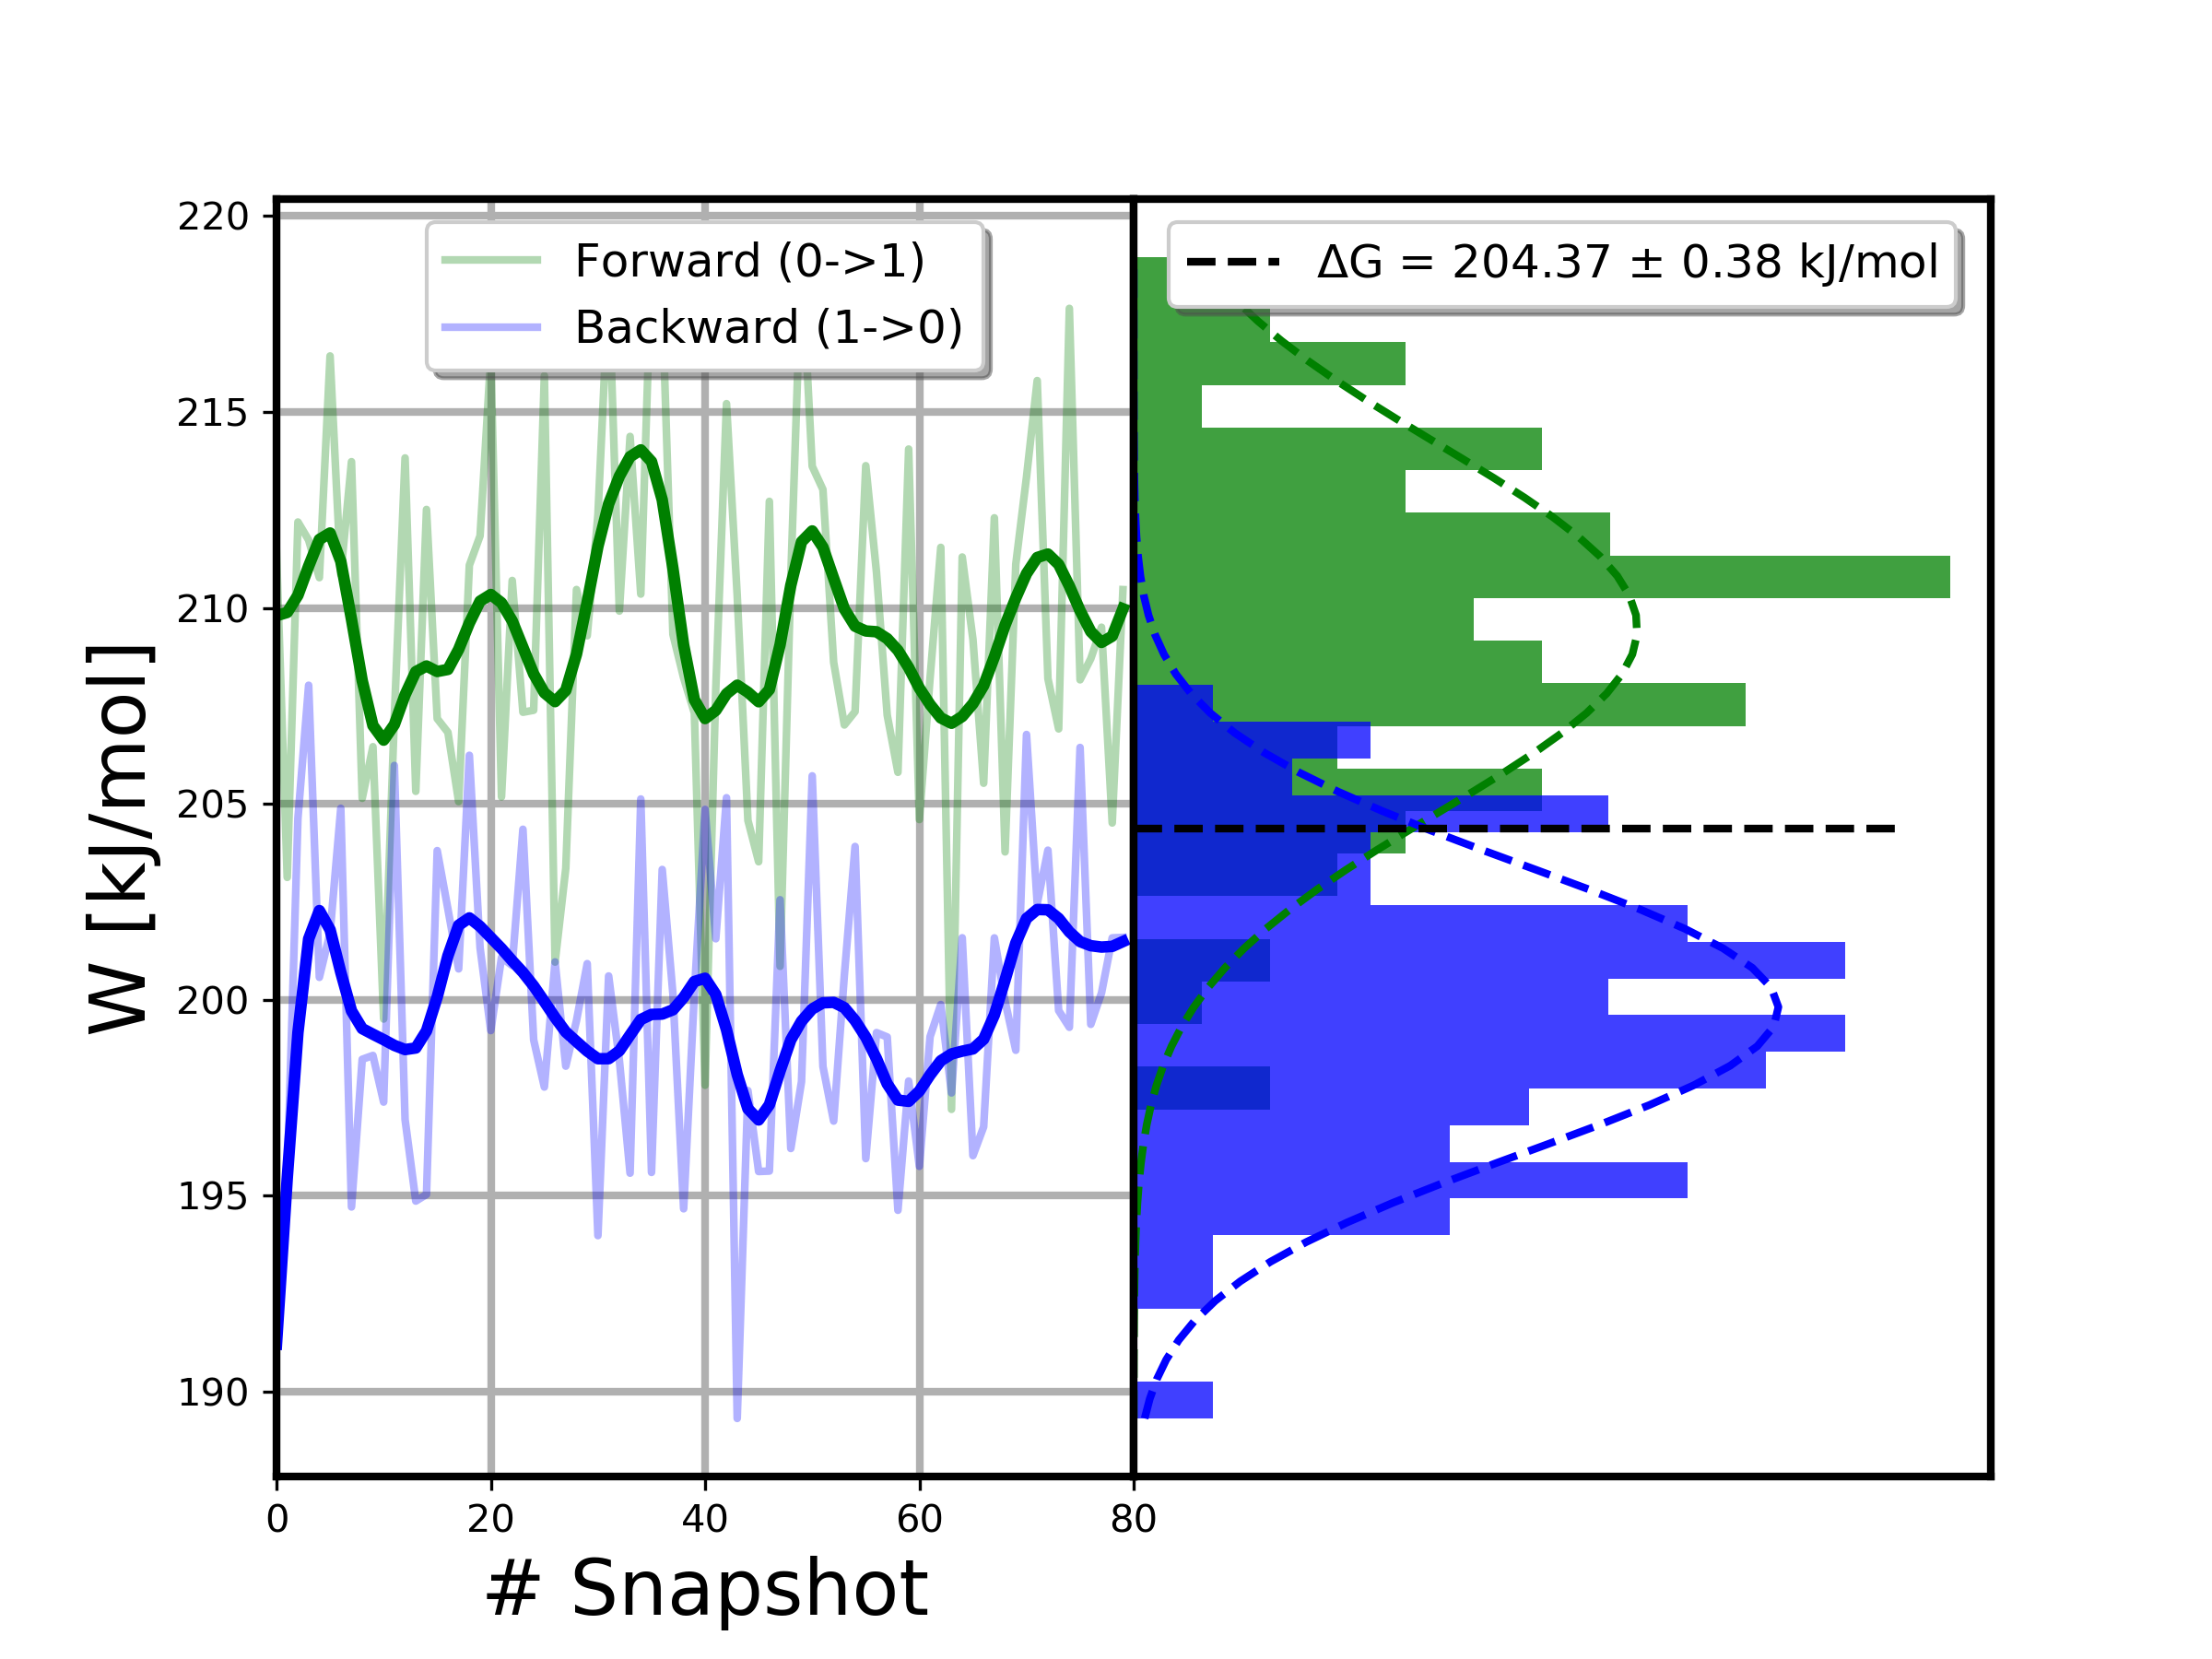 220
215
210
205
200
195
190
W [kJ/mol]
Forward (0->1)
Backward (1->0)
ΔG = 204.37 ± 0.38 kJ/mol
0 20 40 60 80
# Snapshot